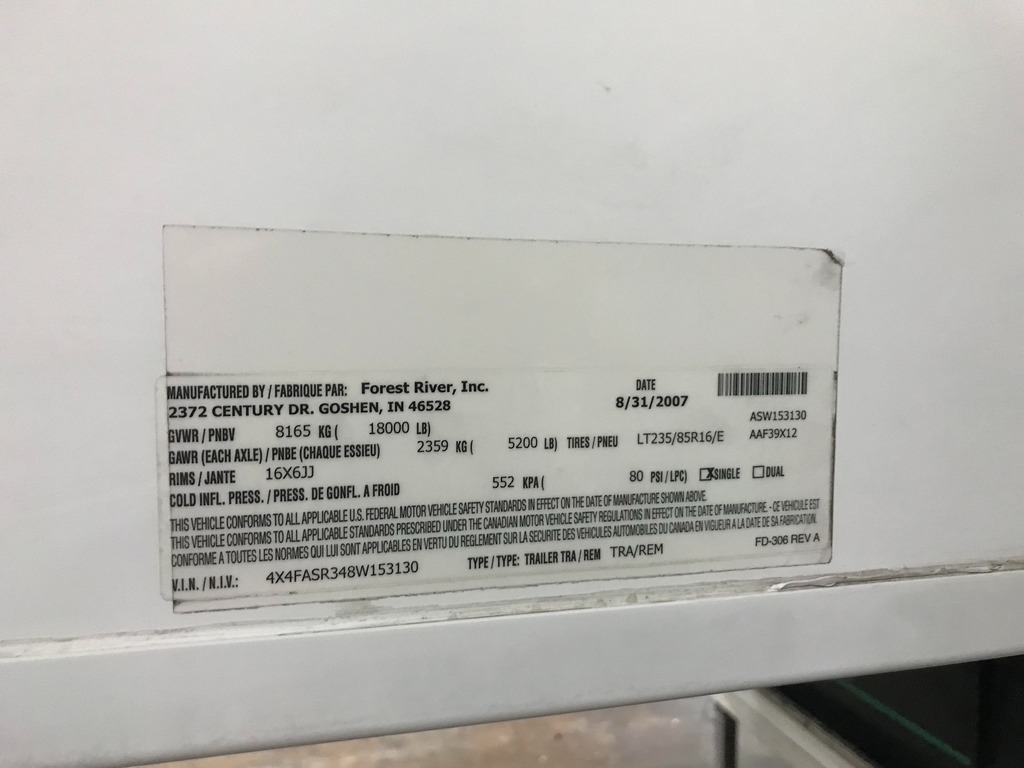 MANUFACTURED BY / FABRIQUE PAR: Forest River, Inc. DATE
2372 CENTURY DR. GOSHEN, IN 46528 8/31/2007
ASW153130
GVWR / PNBV 8165 KG ( 18000 LB)
GAWR (EACH AXLE) / PNBE (CHAQUE ESSIEU) 2359 KG ( 5200 LB) TIRES / PNEU LT235/85R16/E AAF39X12
RIMS / JANTE 16X6JJ
COLD INFL. PRESS. / PRESS. DE GONFL. A FROID 552 KPA ( 80 PSI / LPC) X SINGLE DUAL
THIS VEHICLE CONFORMS TO ALL APPLICABLE U.S. FEDERAL MOTOR VEHICLE SAFETY STANDARDS IN EFFECT ON THE DATE OF MANUFACTURE SHOWN ABOVE.
THIS VEHICLE CONFORMS TO ALL APPLICABLE STANDARDS PRESCRIBED UNDER THE CANADIAN MOTOR VEHICLE SAFETY REGULATIONS IN EFFECT ON THE DATE OF MANUFACTURE. - CE VEHICULE EST
CONFORME A TOUTES LES NORMES QUI LUI SONT APPLICABLES EN VERTU DU REGLEMENT SUR LA SECURITE DES VEHICULES AUTOMOBILES DU CANADA EN VIGUEUR A LA DATE DE SA FABRICATION.
FD-306 REV A
V.I.N. / N.I.V.: 4X4FASR348W153130 TYPE / TYPE: TRAILER TRA / REM TRA/REM